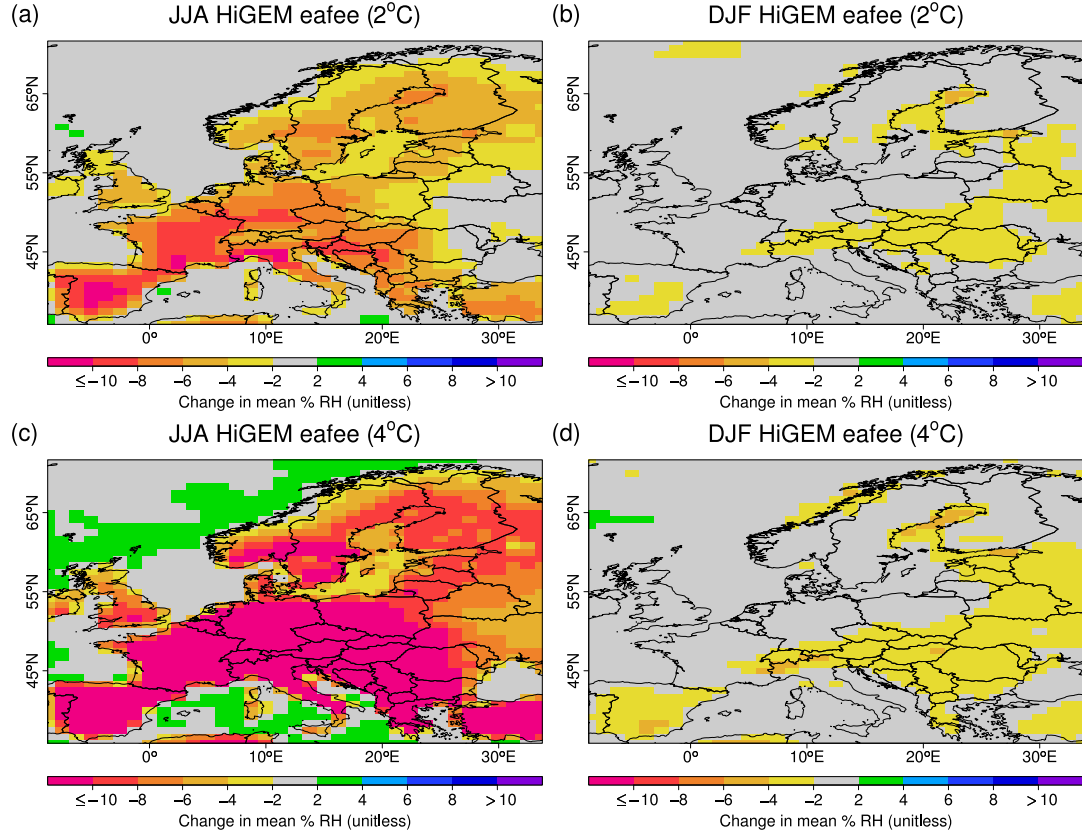 (a) JJA HiGEM eafee (2°C)
(b) DJF HiGEM eafee (2°C)
65°N
55°N
45°N
0° 10°E 20°E 30°E
65°N
55°N
45°N
0° 10°E 20°E 30°E
≤−10 −8 −6 −4 −2 2 4 6 8 >10
Change in mean % RH (unitless)
≤−10 −8 −6 −4 −2 2 4 6 8 >10
Change in mean % RH (unitless)
(c) JJA HiGEM eafee (4°C)
(d) DJF HiGEM eafee (4°C)
65°N
55°N
45°N
0° 10°E 20°E 30°E
65°N
55°N
45°N
0° 10°E 20°E 30°E
≤−10 −8 −6 −4 −2 2 4 6 8 >10
Change in mean % RH (unitless)
≤−10 −8 −6 −4 −2 2 4 6 8 >10
Change in mean % RH (unitless)